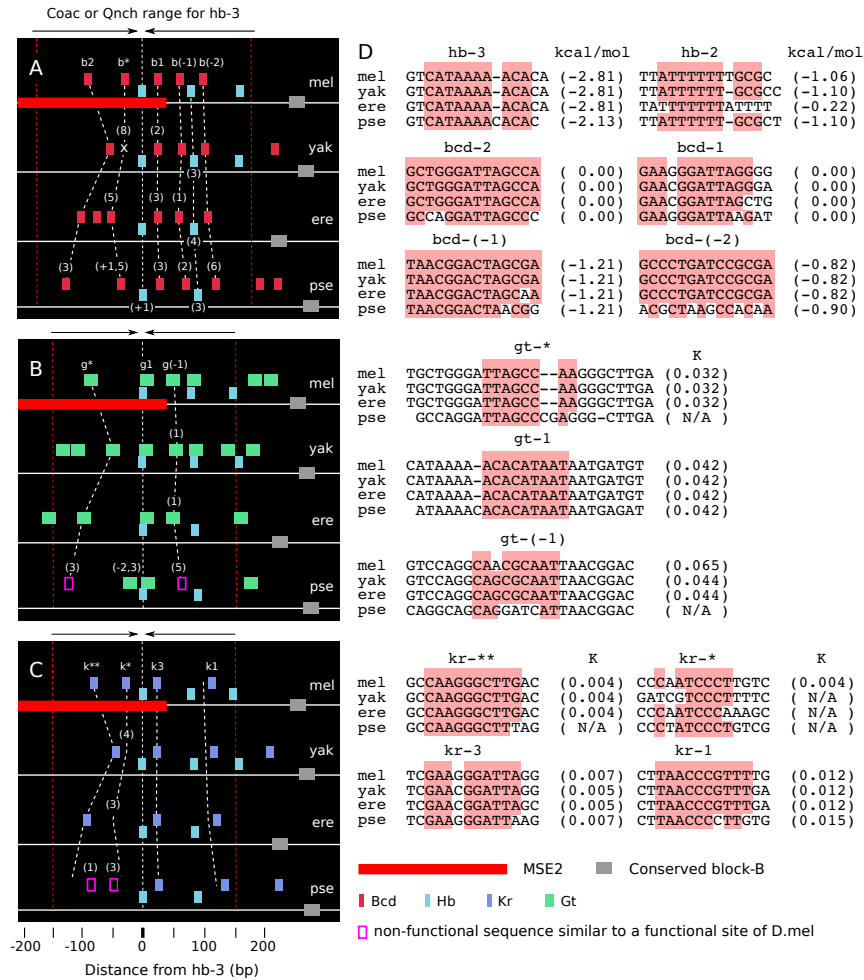 Coac or Qnch range for hb-3
A
b2 b* b1 b(-1) b(-2)
mel
(8) (2)
x
yak
(3)
(5) (3) (1)
ere
(4)
(3) (+1,5) (3) (2) (6)
pse
(+1) (3)
B
g* g1 g(-1)
mel
(1)
yak
(1)
ere
(3) (-2,3) (5)
pse
C
k** k* k3 k1
mel
(4)
yak
(3)
ere
(1) (3)
pse
-200 -100 0 100 200
Distance from hb-3 (bp)
D
hb-3 kcal/mol hb-2 kcal/mol
mel GTCATAAAA-ACACA (-2.81) TTATTTTTTTGCGC (-1.06)
yak GTCATAAAA-ACACA (-2.81) TTATTTTTT-GCGCC (-1.10)
ere GTCATAAAA-ACACA (-2.81) TATTTTTTATTTT (-0.22)
pse GTCATAAAACACAC (-2.13) TTATTTTTT-GCGCT (-1.10)
bcd-2 bcd-1
mel GCTGGGATTAGCCA ( 0.00) GAAGGGATTAGGGG ( 0.00)
yak GCTGGGATTAGCCA ( 0.00) GAACGGATTAGGGA ( 0.00)
ere GCTGGGATTAGCCA ( 0.00) GAACGGATTAGCTG ( 0.00)
pse GCCAGGATTAGCCC ( 0.00) GAAGGGATTAAGAT ( 0.00)
bcd-(-1) bcd-(-2)
mel TAACGGACTAGCGA (-1.21) GCCCTGATCCGCGA (-0.82)
yak TAACGGACTAGCGA (-1.21) GCCCTGATCCGCGA (-0.82)
ere TAACGGACTAGCAA (-1.21) GCCCTGATCCGCGA (-0.82)
pse TAACGGACTAACGG (-1.21) ACGCTAAGCCACAA (-0.90)
gt-* K
mel TGCTGGGATTAGCC--AAGGGCTTGA (0.032)
yak TGCTGGGATTAGCC--AAGGGCTTGA (0.032)
ere TGCTGGGATTAGCC--AAGGGCTTGA (0.032)
pse GCCAGGATTAGCCCGAGGG-CTTGA ( N/A )
gt-1
mel CATAAAA-ACACATAATAATGATGT (0.042)
yak CATAAAA-ACACATAATAATGATGT (0.042)
ere CATAAAA-ACACATAATAATGATGT (0.042)
pse ATAAAACACACATAATAATGAGAT (0.042)
gt-(-1)
mel GTCCAGGCAACGCAATTAACGGAC (0.065)
yak GTCCAGGCAGCGCAATTAACGGAC (0.044)
ere GTCCAGGCAGCGCAATTAACGGAC (0.044)
pse CAGGCAGCAGGATCATTAACGGAC ( N/A )
kr-** K kr-* K
mel GCCAAGGGCTTGAC (0.004) CCCAATCCCTTGTC (0.004)
yak GCCAAGGGCTTGAC (0.004) GATCGTCCCTTTTC ( N/A )
ere GCCAAGGGCTTGAC (0.004) CCCAATCCCAAAGC ( N/A )
pse GCCAAGGGCTTTAG ( N/A ) CCCTATCCCTGTCG ( N/A )
kr-3 kr-1
mel TCGAAGGGATTAGG (0.007) CTTAACCCGTTTTG (0.012)
yak TCGAACGGATTAGG (0.005) CTTAACCCGTTTGA (0.012)
ere TCGAACGGATTAGC (0.005) CTTAACCCGTTTGA (0.012)
pse TCGAAGGGATTAAG (0.007) CTTAACCCCTTGTG (0.015)
MSE2 Conserved block-B
Bcd Hb Kr Gt
non-functional sequence similar to a functional site of D.mel